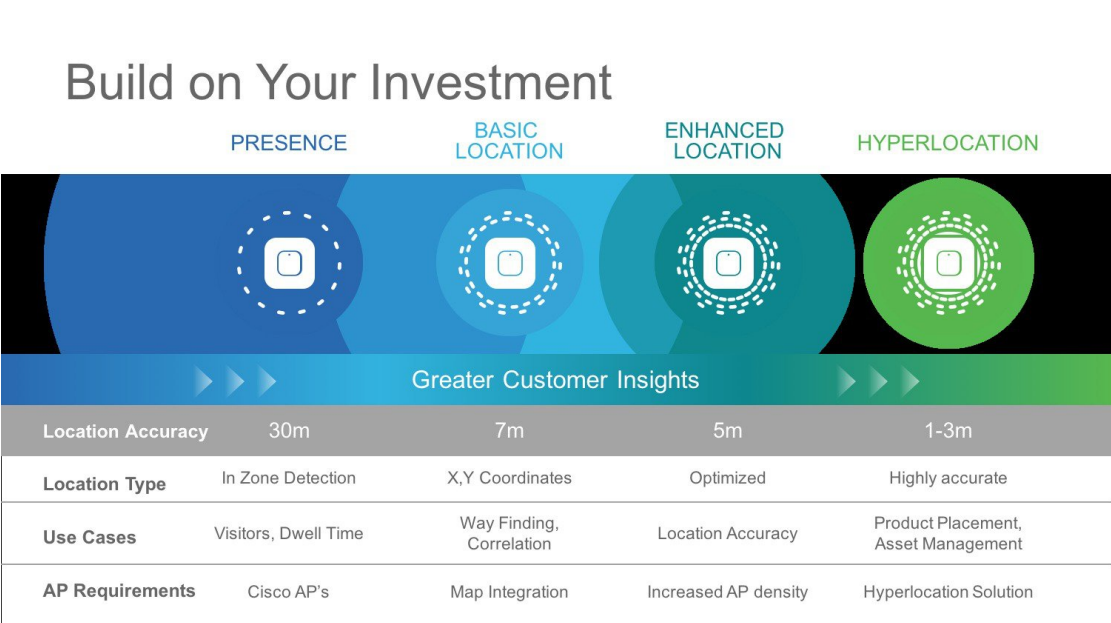 Build on Your Investment
PRESENCE
BASIC
LOCATION
ENHANCED
LOCATION
HYPERLOCATION
Greater Customer Insights
Location Accuracy 30m 7m 5m 1-3m
Location Type In Zone Detection X,Y Coordinates Optimized Highly accurate
Use Cases Visitors, Dwell Time Way Finding,
Correlation Location Accuracy Product Placement,
Asset Management
AP Requirements Cisco AP's Map Integration Increased AP density Hyperlocation Solution